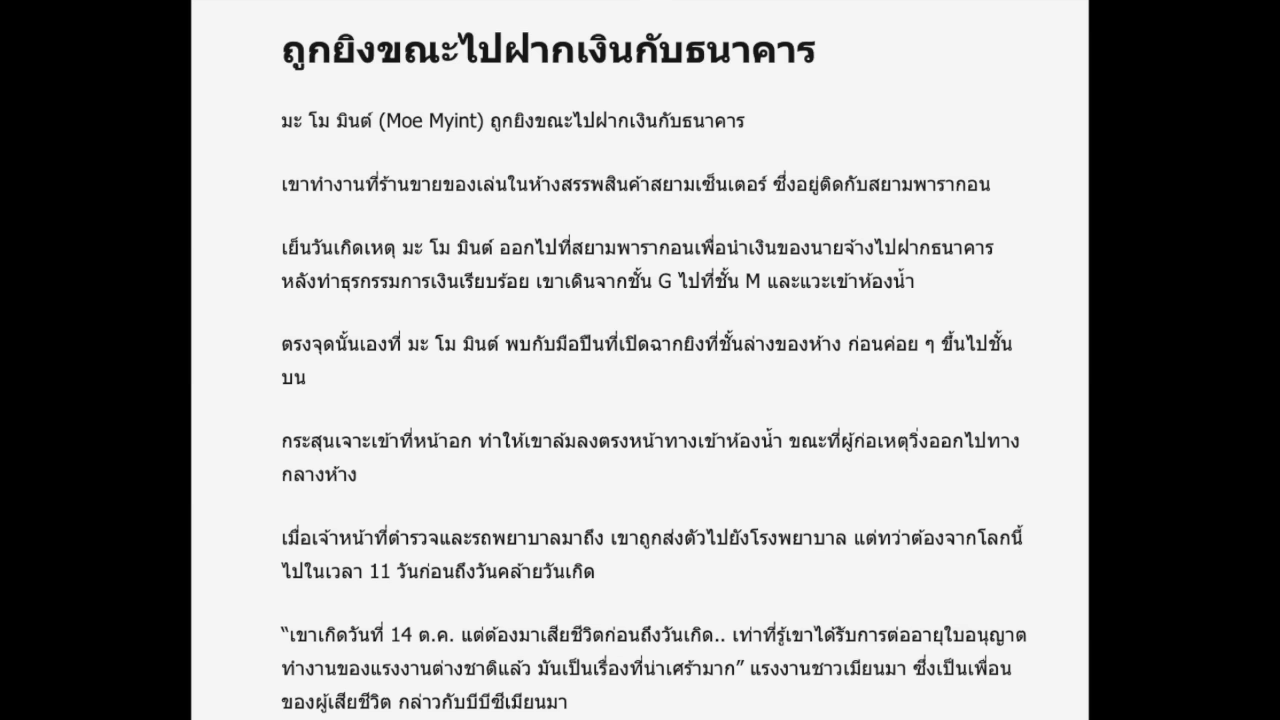 ถูกยิงขณะไปฝากเงินกับธนาคาร
มะ โม มินต์ (Moe Myint) ถูกยิงขณะไปฝากเงินกับธนาคาร
เขาทำงานที่ร้านขายของเล่นในห้างสรรพสินค้าสยามเซ็นเตอร์ ซึ่งอยู่ติดกับสยามพารากอน
เย็นวันเกิดเหตุ มะ โม มินต์ ออกไปที่สยามพารากอนเพื่อนำเงินของนายจ้างไปฝากธนาคาร
หลังทำธุรกรรมการเงินเรียบร้อย เขาเดินจากชั้น G ไปที่ชั้น M และแวะเข้าห้องน้ำ
ตรงจุดนั้นเองที่ มะ โม มินต์ พบกับมือปืนที่เปิดฉากยิงที่ชั้นล่างของห้าง ก่อนค่อย ๆ ขึ้นไปชั้น
บน
กระสุนเจาะเข้าที่หน้าอก ทำให้เขาล้มลงตรงหน้าทางเข้าห้องน้ำ ขณะที่ผู้ก่อเหตุวิ่งออกไปทาง
กลางห้าง
เมื่อเจ้าหน้าที่ตำรวจและรถพยาบาลมาถึง เขาถูกส่งตัวไปยังโรงพยาบาล แต่ทว่าต้องจากโลกนี้
ไปในเวลา 11 วันก่อนถึงวันคล้ายวันเกิด
“เขาเกิดวันที่ 14 ต.ค. แต่ต้องมาเสียชีวิตก่อนถึงวันเกิด.. เท่าที่รู้เขาได้รับการต่ออายุใบอนุญาต
ทำงานของแรงงานต่างชาติแล้ว มันเป็นเรื่องที่น่าเศร้ามาก” แรงงานชาวเมียนมา ซึ่งเป็นเพื่อน
ของผู้เสียชีวิต กล่าวกับบีบีซีเมียนมา